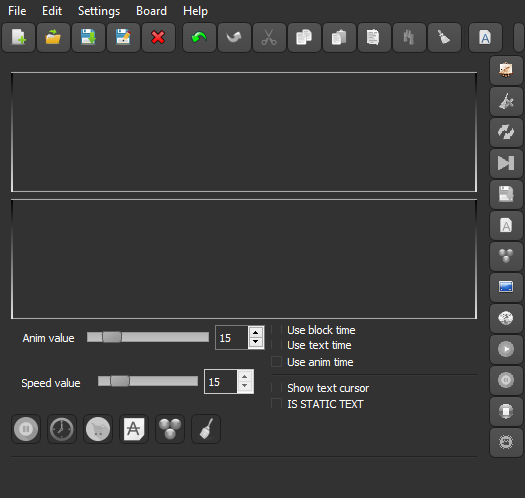 File Edit Settings Board Help
Anim value
15
Use block time
Use text time
Use anim time
Speed value
15
Show text cursor
IS STATIC TEXT